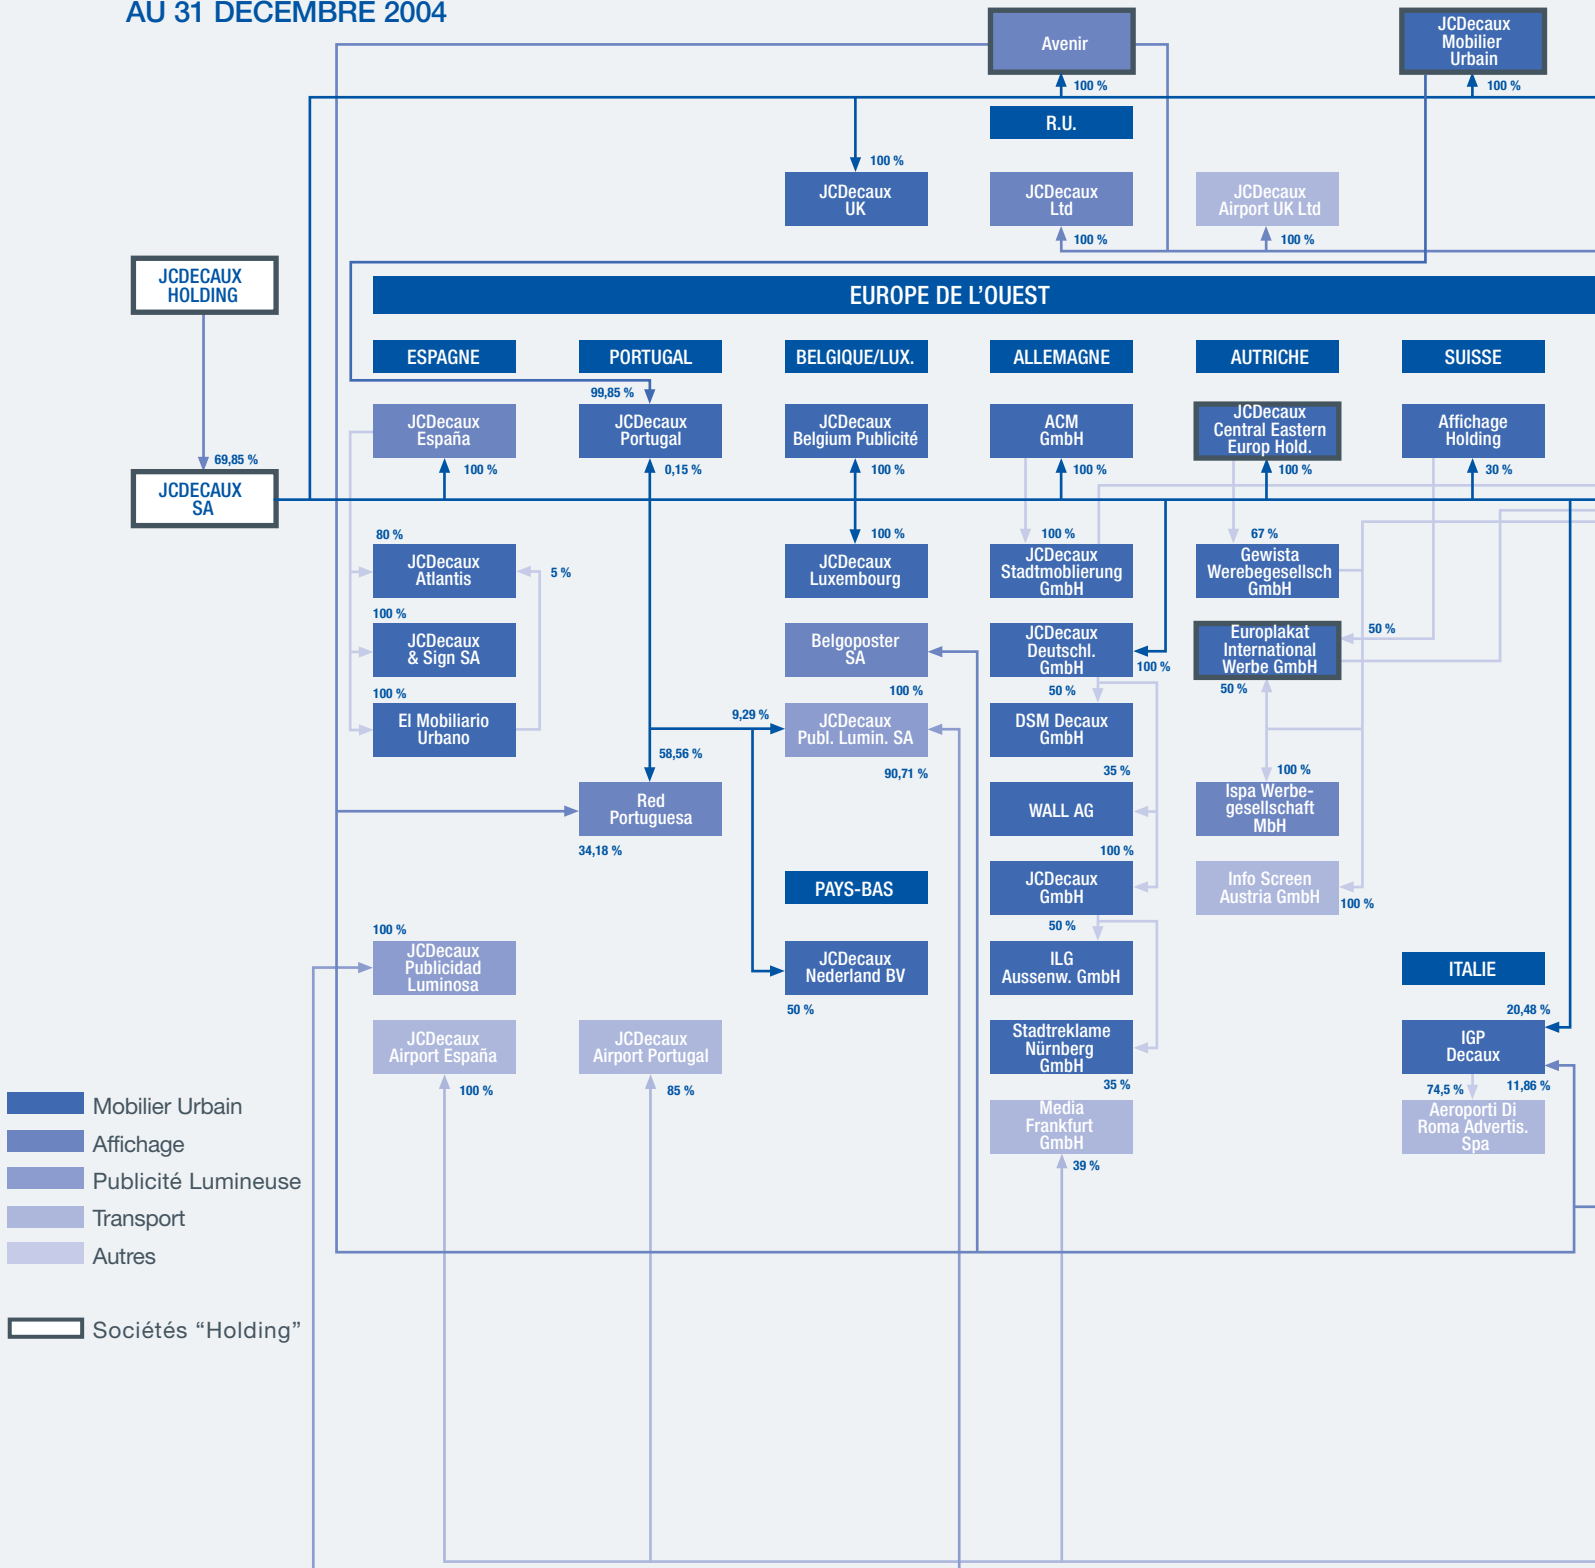 AU 31 DECEMBRE 2004
Avenir
JCDecaux
Mobilier
Urbain
100 %
100 %
R.U.
100 %
JCDecaux
UK
JCDecaux
Ltd
JCDecaux
Airport UK Ltd
100 %
100 %
JCDECAUX
HOLDING
EUROPE DE L'OUEST
ESPAGNE
PORTUGAL
BELGIQUE/LUX.
ALLEMAGNE
AUTRICHE
SUISSE
99,85 %
JCDecaux
España
JCDecaux
Portugal
JCDecaux
Belgium Publicité
ACM
GmbH
JCDecaux
Central Eastern
Europ Hold.
Affichage
Holding
69,85 %
100 %
0,15 %
100 %
100 %
100 %
30 %
JCDECAUX
SA
80 %
100 %
100 %
67 %
JCDecaux
Atlantis
5 %
JCDecaux
Luxembourg
JCDecaux
Stadtmoblierung
GmbH
Gewista
Werebegesellsch
GmbH
100 %
JCDecaux
& Sign SA
Belgoposter
SA
JCDecaux
Deutschl.
GmbH
100 %
Europlakat
International
Werbe GmbH
50 %
100 %
100 %
50 %
50 %
El Mobiliario
Urbano
9,29 %
JCDecaux
Publ. Lumin. SA
DSM Decaux
GmbH
58,56 %
90,71 %
35 %
100 %
Red
Portuguesa
WALL AG
Ispa Werbe-
gesellschaft
MbH
34,18 %
100 %
PAYS-BAS
JCDecaux
GmbH
Info Screen
Austria GmbH
100 %
100 %
50 %
JCDecaux
Publicidad
Luminosa
JCDecaux
Nederland BV
ILG
Aussenw. GmbH
ITALIE
50 %
20,48 %
JCDecaux
Airport España
JCDecaux
Airport Portugal
Stadtreklame
Nürnberg
GmbH
IGP
Decaux
100 %
85 %
35 %
74,5 %
11,86 %
Media
Frankfurt
GmbH
Aeroporti Di
Roma Advertis.
Spa
39 %
Mobilier Urbain
Affichage
Publicité Lumineuse
Transport
Autres
Sociétés “Holding”